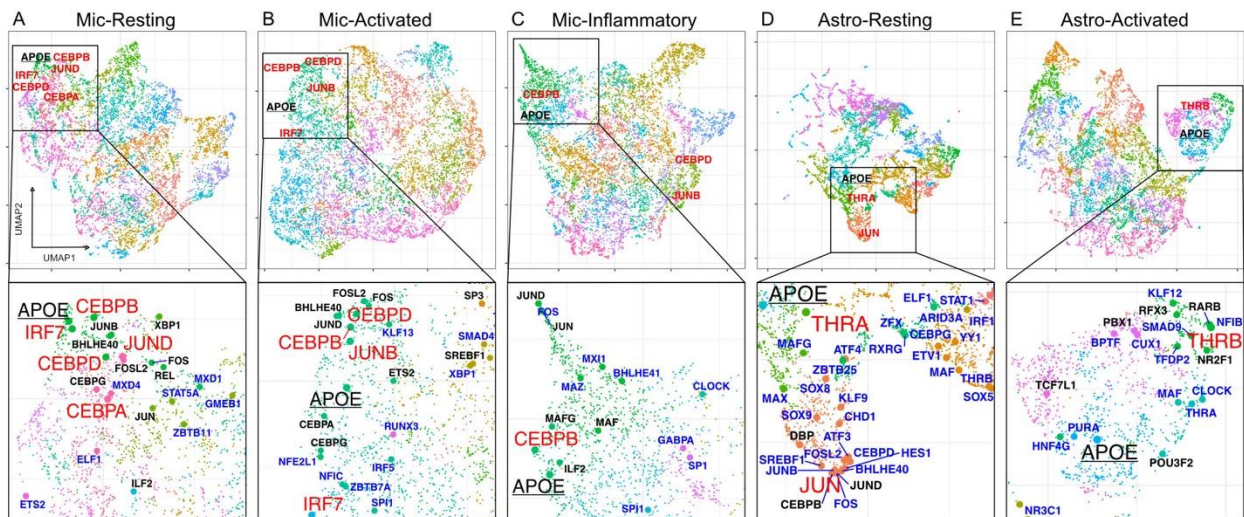 A Mic-Resting
B Mic-Activated
C Mic-Inflammatory
D Astro-Resting
E Astro-Activated
APOE CEBPB
IRF7 JUND
CEBPD
CEBPA
UMAP2
UMAP1
CEBPB CEBPD
JUNB
APOE
IRF7
CEBPB
APOE
CEBPD
JUNB
APOE
THRA
JUN
THRB
APOE
APOE CEBPB
IRF7 JUNB XBP1
BHLHE40 JUND
CEBPD FOSL2 FOS
CEBPG MXD4 REL MXD1
STAT5A GMEB1
CEBPA JUN
ZBTB11
ELF1
ILF2
ETS2
FOSL2 FOS SP3
BHLHE40 CEBPD
JUND KLF13 SMAD4
CEBPB JUNB SREBF1
XBP1
ETS2
APOE
CEBPA
RUNX3
CEBPG
NFE2L1 IRF5
NFIC ZBTB7A
IRF7 SPI1
JUND
FOS
JUN
MXI1
MAZ BHLHE41
CLOCK
MAFG MAF
CEBPB GABPA
ILF2 SP1
APOE
SPI1
APOE ELF1 STAT1
THRA ZFX ARID3A IRF1
MAFG CEBPG YY1
ATF4 RXRG ETV1
ZBTB25 MAF THRB
MAX SOX8 SOX5
SOX9 KLF9
CHD1
DBP ATF3
FOSL2 CEBPD HES1
SREBF1
JUNB BHLHE40
JUN JUND
CEBPB FOS
KLF12
RFX3 RARB
PBX1 SMAD9 NFIB
BPTF CUX1 THRB
TFDP2 NR2F1
TCF7L1
MAF CLOCK
THRA
PURA
HNF4G
APOE POU3F2
NR3C1